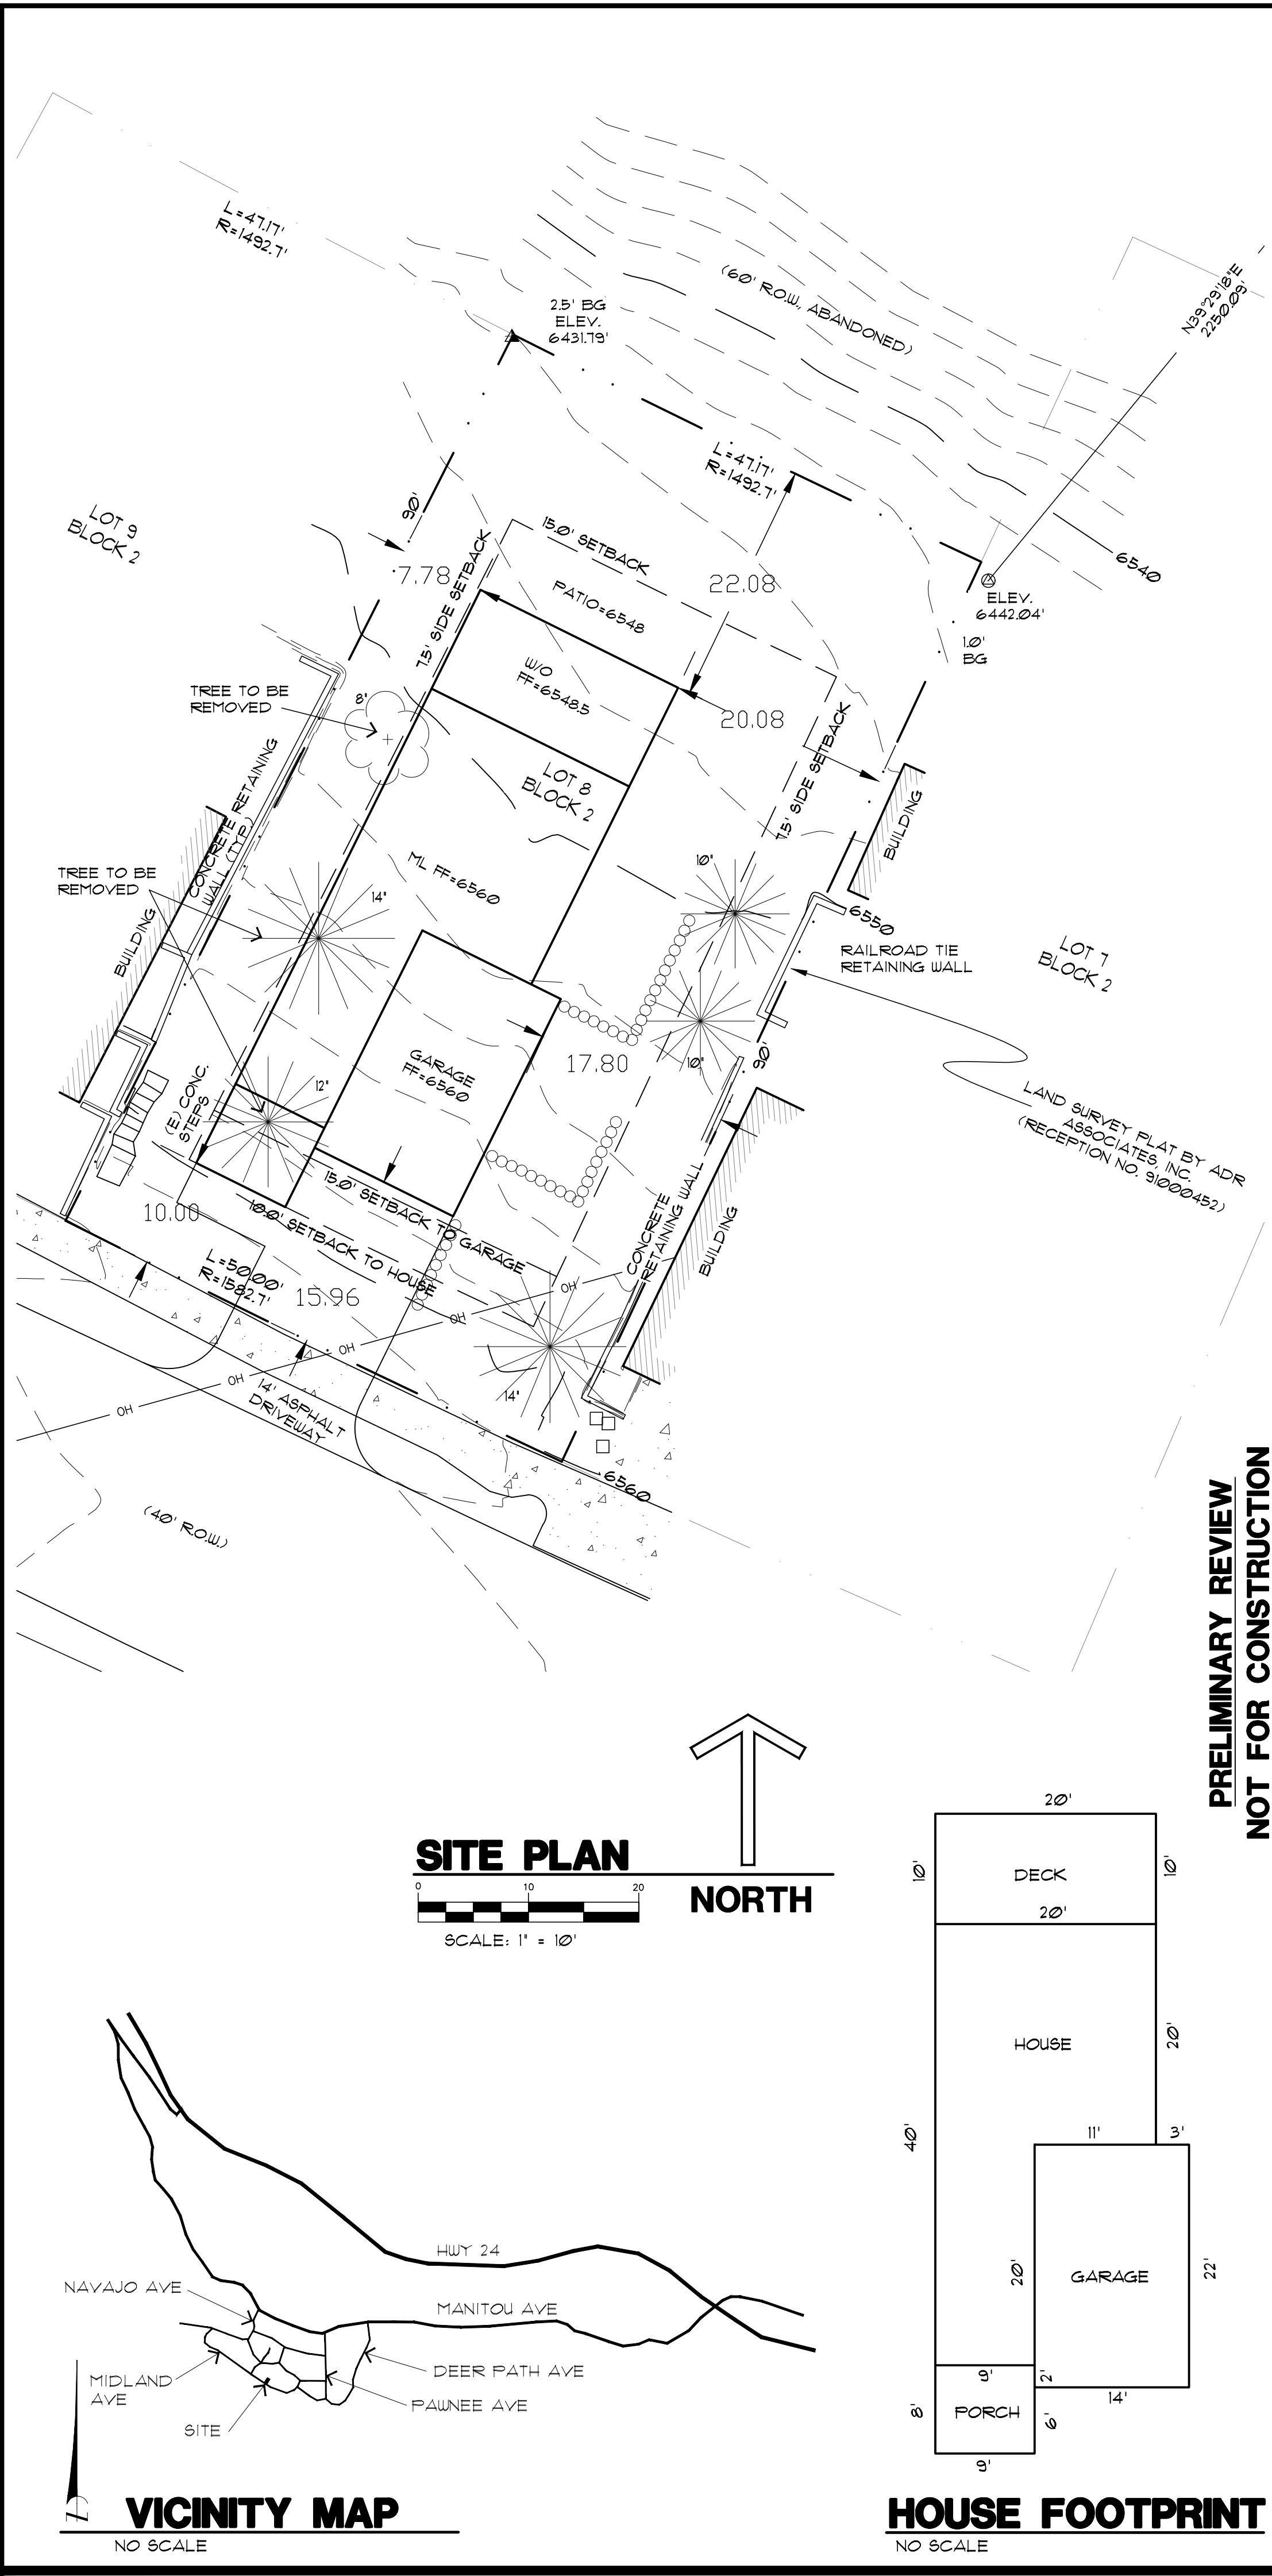 L=47.17'
R=1492.7'
2.5' BG
ELEV.
6431.79'
(60' R.O.W., ABANDONED)
N39°29'18"E
2250.09'
L=47.17'
R=1492.7'
90'
LOT 9
BLOCK 2
15.0' SETBACK
7.78
7.5' SIDE SETBACK
PATIO=6548
22.08
6540
ELEV.
6442.04'
1.0'
BG
W/O
FF=6548.5
TREE TO BE
REMOVED
8"
20.08
7.5' SIDE SETBACK
LOT 8
BLOCK 2
CONCRETE RETAINING
WALL (TYP.)
BUILDING
ML FF=6560
10"
14"
TREE TO BE
REMOVED
BUILDING
6550
RAILROAD TIE
RETAINING WALL
LOT 7
BLOCK 2
GARAGE
FF=6560
17.80
10"
90'
12"
(E) CONC.
STEPS
LAND SURVEY PLAT BY ADR
ASSOCIATES, INC.
(RECEPTION NO. 91000452)
15.0' SETBACK TO GARAGE
10.0' SETBACK TO HOUSE
10.00
CONCRETE
RETAINING WALL
BUILDING
L=50.00'
R=1582.7'
15.96
OH
OH
OH
OH
OH
14' ASPHALT
DRIVEWAY
14"
6560
(40' R.O.W.)
PRELIMINARY REVIEW
NOT FOR CONSTRUCTION
SITE PLAN
0 10 20
SCALE: 1" = 10'
NORTH
20'
10'
DECK
10'
20'
HOUSE
20'
40'
11'
3'
20'
GARAGE
22'
9'
2'
14'
8'
PORCH
6'
9'
HOUSE FOOTPRINT
NO SCALE
HWY 24
NAVAJO AVE
MANITOU AVE
MIDLAND
AVE
DEER PATH AVE
PAWNEE AVE
SITE
VICINITY MAP
NO SCALE